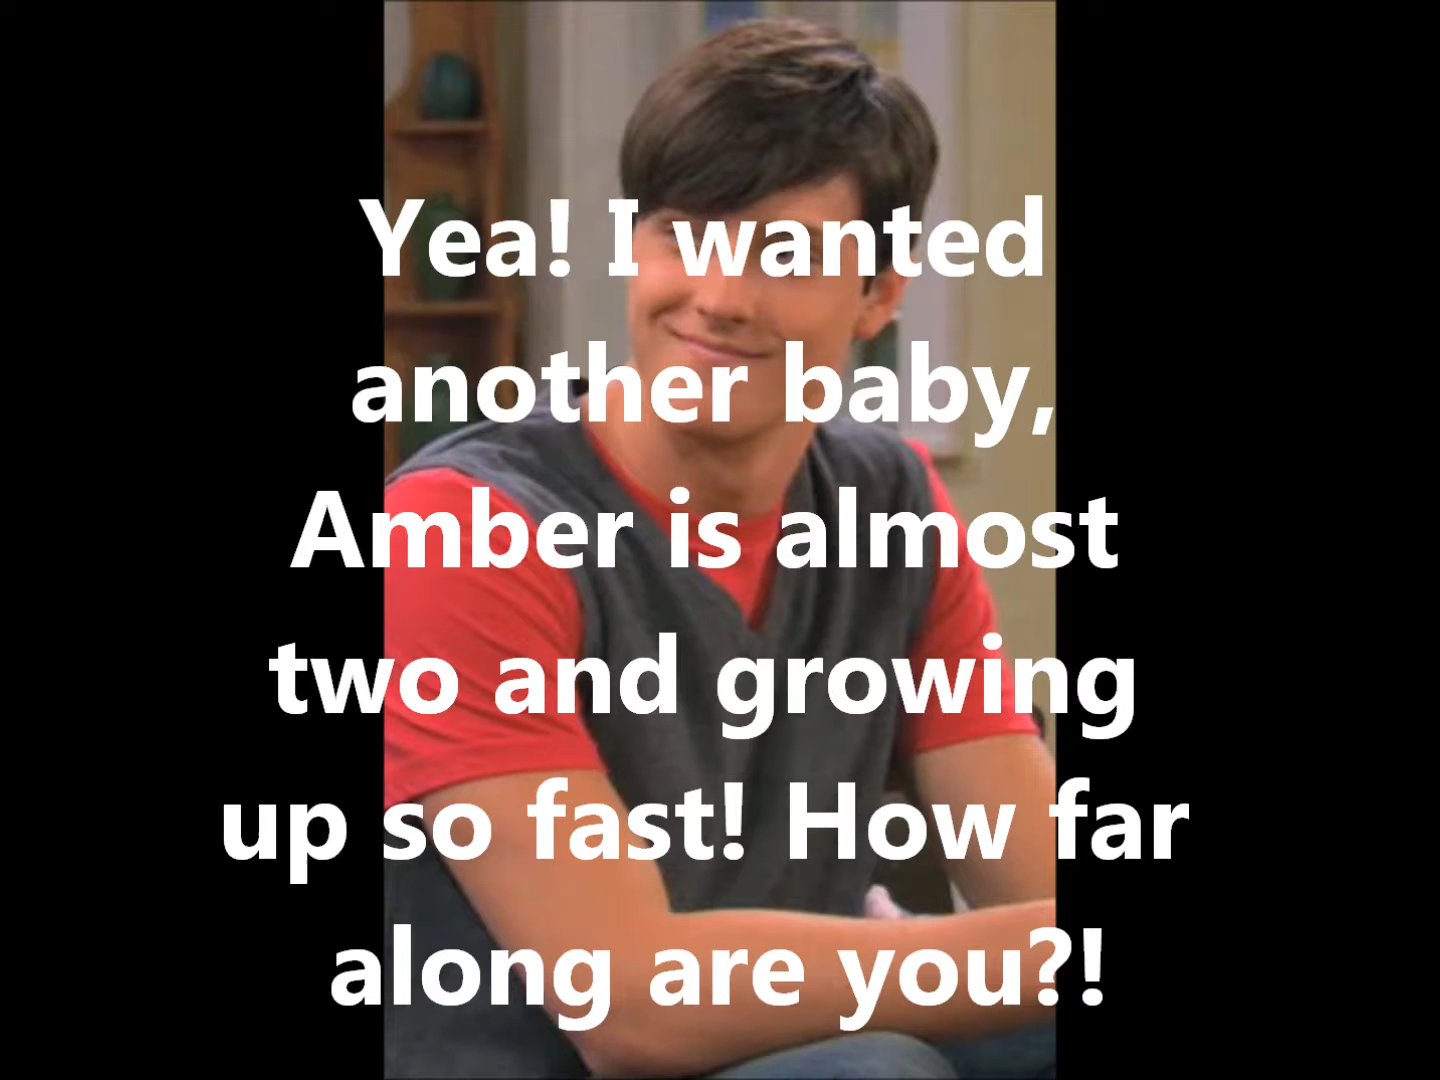 Yea! I wanted
another baby,
Amber is almost
two and growing
up so fast! How far
along are you?!